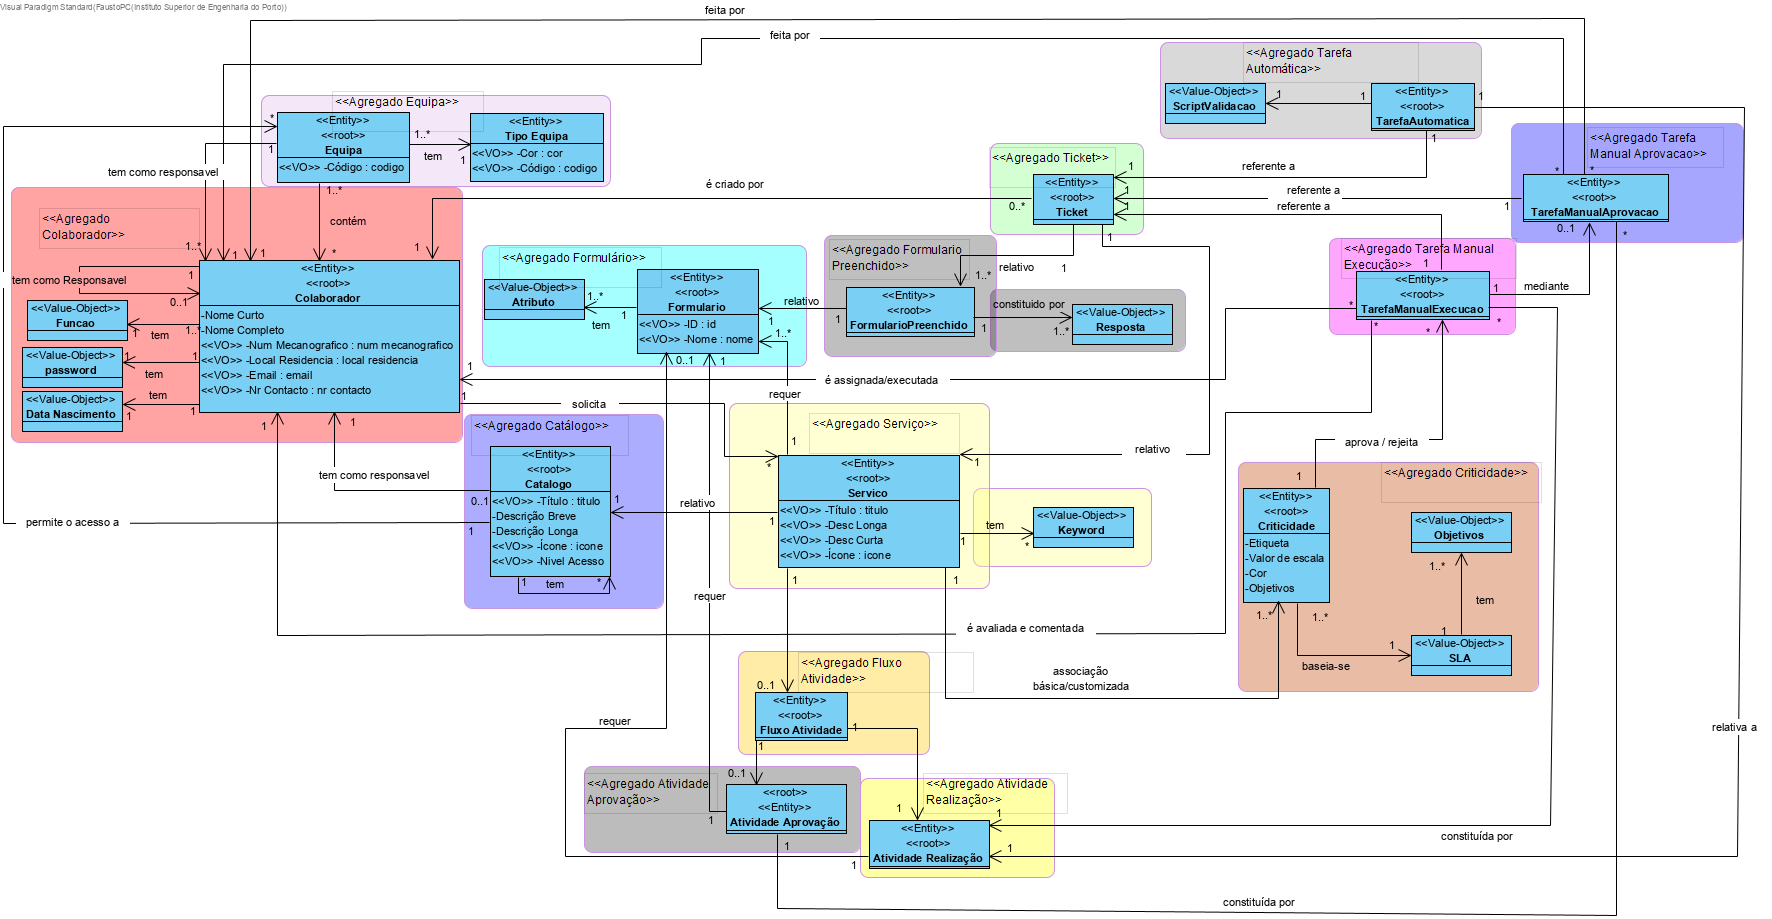 Visual Paradigm Standard(FaustoPC(Instituto Superior de Engenharia do Porto))
feita por
feita por
<<Agregado Tarefa
Automática>>
<<Value-Object>>
ScriptValidacao
1
1
<<Entity>>
<<root>>
TarefaAutomatica
1
1
<<Agregado Equipa>>
*
1
<<Entity>>
<<root>>
Equipa
<<VO>> -Código : codigo
1..*
tem
1
<<Entity>>
Tipo Equipa
<<VO>> -Cor : cor
<<VO>> -Código : codigo
1..*
<<Agregado Tarefa
Manual Aprovacao>>
*
*
<<Entity>>
<<root>>
TarefaManualAprovacao
1
0..1
*
<<Agregado Ticket>>
1
1
1
<<Entity>>
<<root>>
Ticket
0..*
1
1
referente a
referente a
referente a
é criado por
tem como responsavel
contém
<<Agregado
Colaborador>>
1..*
1
1
*
1
tem como Responsavel
1
0..1
<<Entity>>
<<root>>
Colaborador
-Nome Curto
-Nome Completo
<<VO>> -Num Mecanografico : num mecanografico
<<VO>> -Local Residencia : local residencia
<<VO>> -Email : email
<<VO>> -Nr Contacto : nr contacto
<<Value-Object>>
Funcao
1
tem
1..*
<<Value-Object>>
password
1
tem
1
<<Value-Object>>
Data Nascimento
1
tem
1
1
1
1
1
<<Agregado Formulário>>
<<Value-Object>>
Atributo
1..*
tem
1
<<Entity>>
<<root>>
Formulario
<<VO>> -ID : id
<<VO>> -Nome : nome
0..1
1
1
1..*
relativo
<<Agregado Formulario
Preenchido>>
1..*
relativo
<<Entity>>
<<root>>
FormularioPreenchido
1
1
constituido por
1..*
<<Value-Object>>
Resposta
<<Agregado Tarefa Manual
Execução>>
1
<<Entity>>
<<root>>
TarefaManualExecucao
1
*
*
*
*
mediante
é assignada/executada
solicita
requer
aprova / rejeita
relativo
<<Agregado Catálogo>>
<<Entity>>
<<root>>
Catalogo
<<VO>> -Título : titulo
-Descrição Breve
-Descrição Longa
<<VO>> -Ícone : icone
<<VO>> -Nivel Acesso
0..1
1
1
1
tem
*
tem como responsavel
permite o acesso a
relativo
<<Agregado Serviço>>
1
*
1
<<Entity>>
<<root>>
Servico
<<VO>> -Título : titulo
<<VO>> -Desc Longa
<<VO>> -Desc Curta
<<VO>> -Ícone : icone
1
1
1
1
tem
*
<<Value-Object>>
Keyword
<<Agregado Criticidade>>
1
<<Entity>>
<<root>>
Criticidade
-Etiqueta
-Valor de escala
-Cor
-Objetivos
<<Value-Object>>
Objetivos
1..*
tem
1
1..*
1..*
1
baseia-se
<<Value-Object>>
SLA
requer
é avaliada e comentada
associação
básica/customizada
<<Agregado Fluxo
Atividade>>
0..1
<<Entity>>
<<root>>
Fluxo Atividade
1
1
requer
relativa a
<<Agregado Atividade
Aprovação>>
0..1
<<root>>
<<Entity>>
Atividade Aprovação
1
1
<<Agregado Atividade
Realização>>
1
1
<<Entity>>
<<root>>
Atividade Realização
1
1
constituída por
constituída por